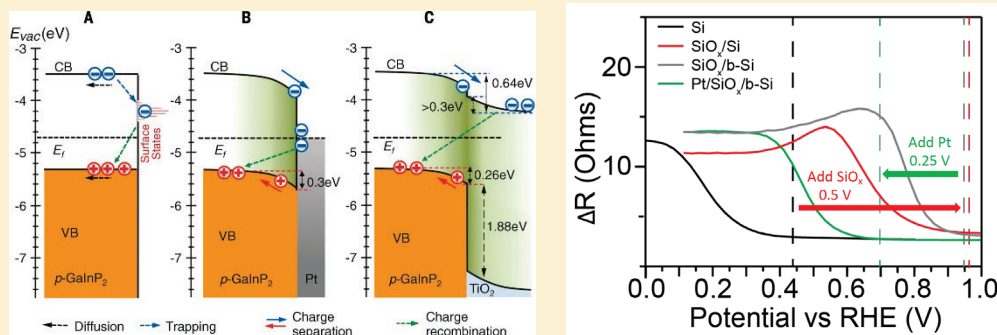 A
B
C
E_vac(eV)
-3
-4
-5
-6
-7
CB
E_f
Surface
States
VB
p-GaInP₂
-3
-4
-5
-6
-7
CB
E_f
0.3eV
VB
p-GaInP₂
Pt
-3
-4
-5
-6
-7
CB
0.64eV
>0.3eV
E_f
0.26eV
1.88eV
VB
p-GaInP₂
TiO₂
Diffusion
Trapping
Charge
separation
Charge
recombination
ΔR (Ohms)
20
10
0
Si
SiOₓ/Si
SiOₓ/b-Si
Pt/SiOₓ/b-Si
Add Pt
0.25 V
Add SiOₓ
0.5 V
0.0 0.2 0.4 0.6 0.8 1.0
Potential vs RHE (V)